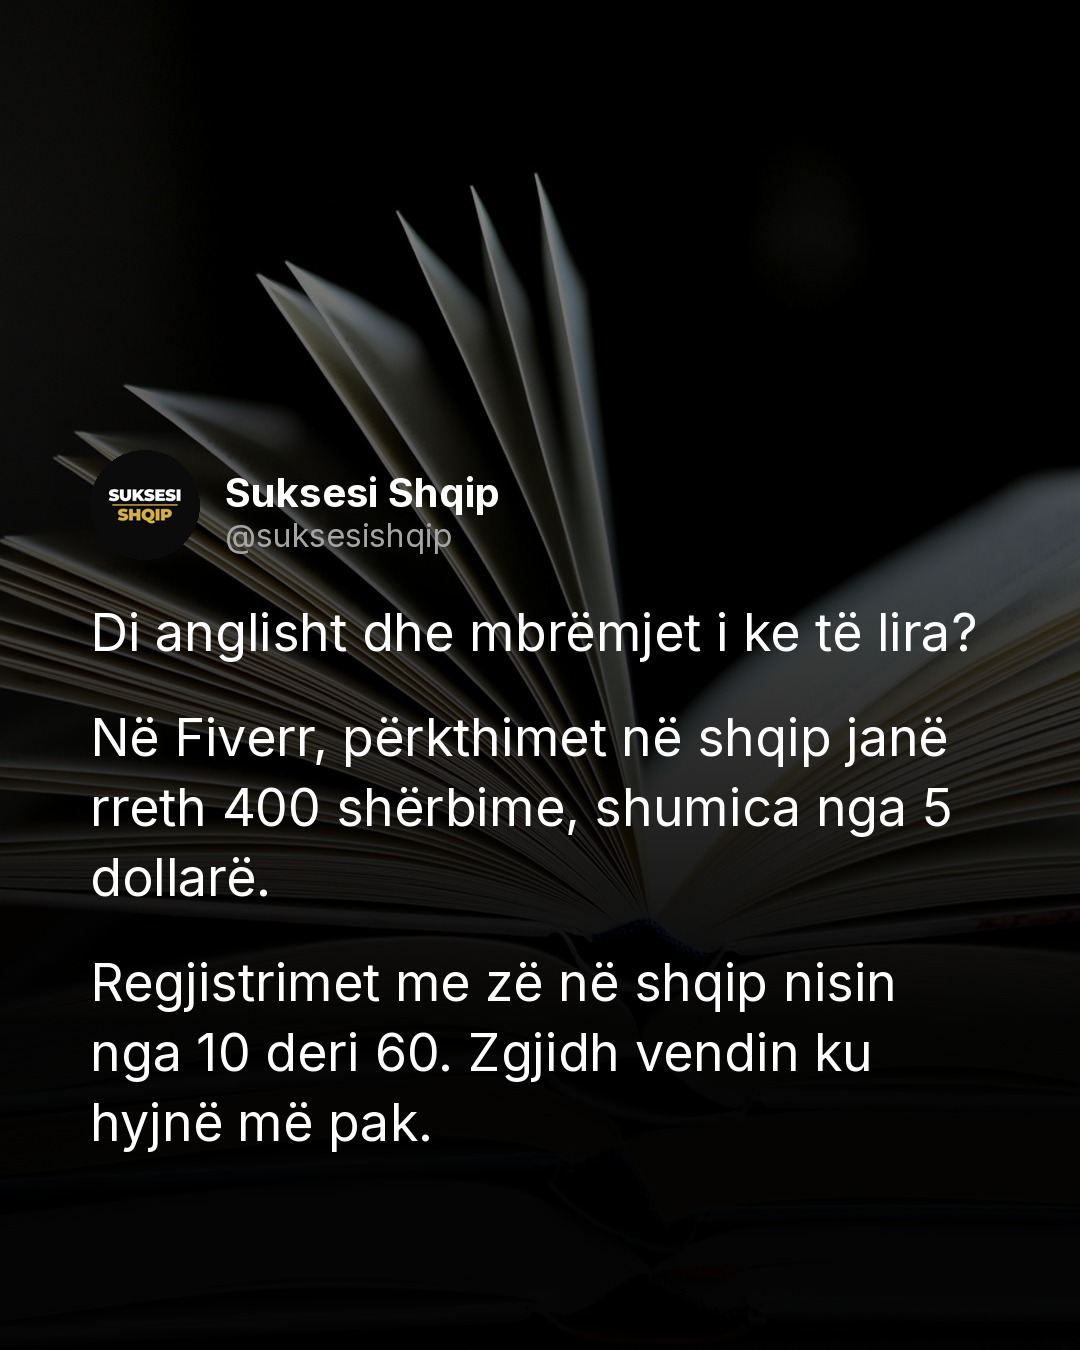 SUKSESI
SHQIP
Suksesi Shqip
@suksesishqip
Di anglisht dhe mbrëmjet i ke të lira?
Në Fiverr, përkthimet në shqip janë
rreth 400 shërbime, shumica nga 5
dollarë.
Regjistrimet me zë në shqip nisin
nga 10 deri 60. Zgjidh vendin ku
hyjnë më pak.